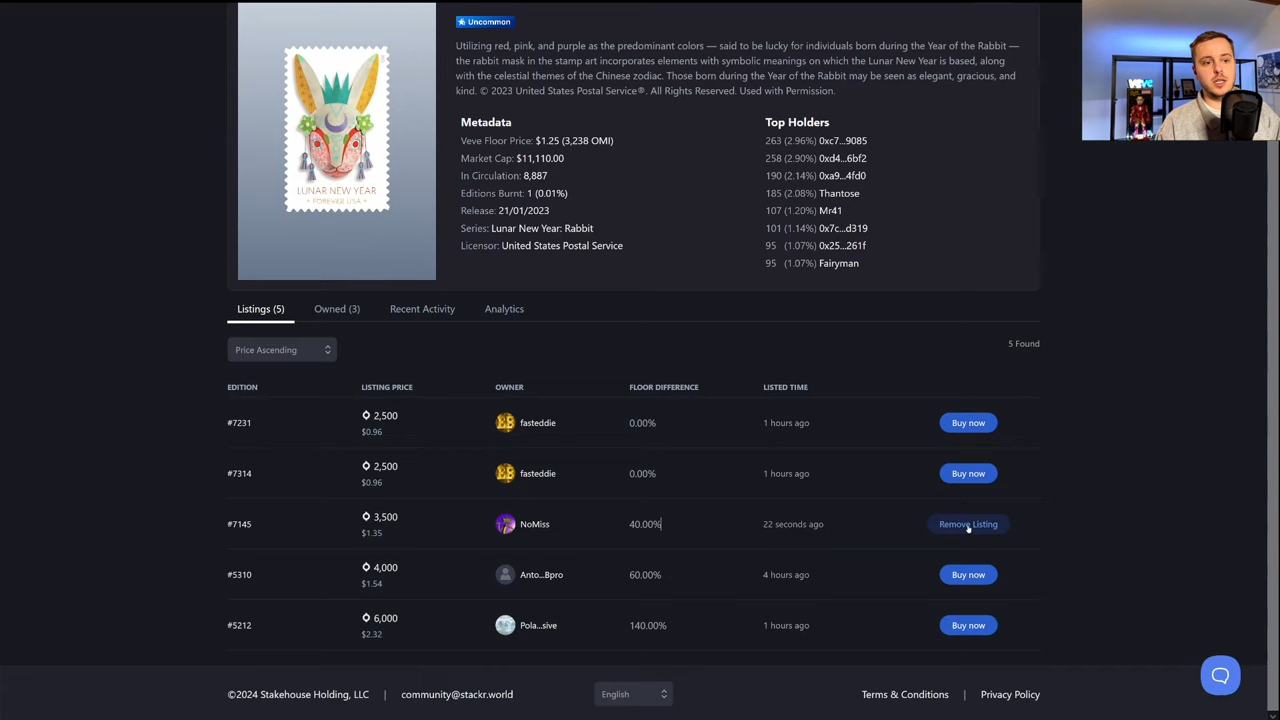 Uncommon
Utilizing red, pink, and purple as the predominant colors — said to be lucky for individuals born during the Year of the Rabbit —
the rabbit mask in the stamp art incorporates elements with symbolic meanings on which the Lunar New Year is based, along
with the celestial themes of the Chinese zodiac. Those born during the Year of the Rabbit may be seen as elegant, gracious, and
kind. © 2023 United States Postal Service®. All Rights Reserved. Used with Permission.
LUNAR NEW YEAR
• FOREVER USA •
Metadata
Veve Floor Price: $1.25 (3,238 OMI)
Market Cap: $11,110.00
In Circulation: 8,887
Editions Burnt: 1 (0.01%)
Release: 21/01/2023
Series: Lunar New Year: Rabbit
Licensor: United States Postal Service
Top Holders
263 (2.96%) 0xc7...9085
258 (2.90%) 0xd4...6bf2
190 (2.14%) 0xa9...4fd0
185 (2.08%) Thantose
107 (1.20%) Mr41
101 (1.14%) 0x7c...d319
95 (1.07%) 0x25...261f
95 (1.07%) Fairyman
VEVE
Listings (5) Owned (3) Recent Activity Analytics
Price Ascending 5 Found
EDITION LISTING PRICE OWNER FLOOR DIFFERENCE LISTED TIME
#7231 2,500 fasteddie 0.00% 1 hours ago Buy now
$0.96
#7314 2,500 fasteddie 0.00% 1 hours ago Buy now
$0.96
#7145 3,500 NoMiss 40.00% 22 seconds ago Remove Listing
$1.35
#5310 4,000 Anto...Bpro 60.00% 4 hours ago Buy now
$1.54
#5212 6,000 Pola...sive 140.00% 1 hours ago Buy now
$2.32
©2024 Stakehouse Holding, LLC | community@stackr.world English Terms & Conditions | Privacy Policy